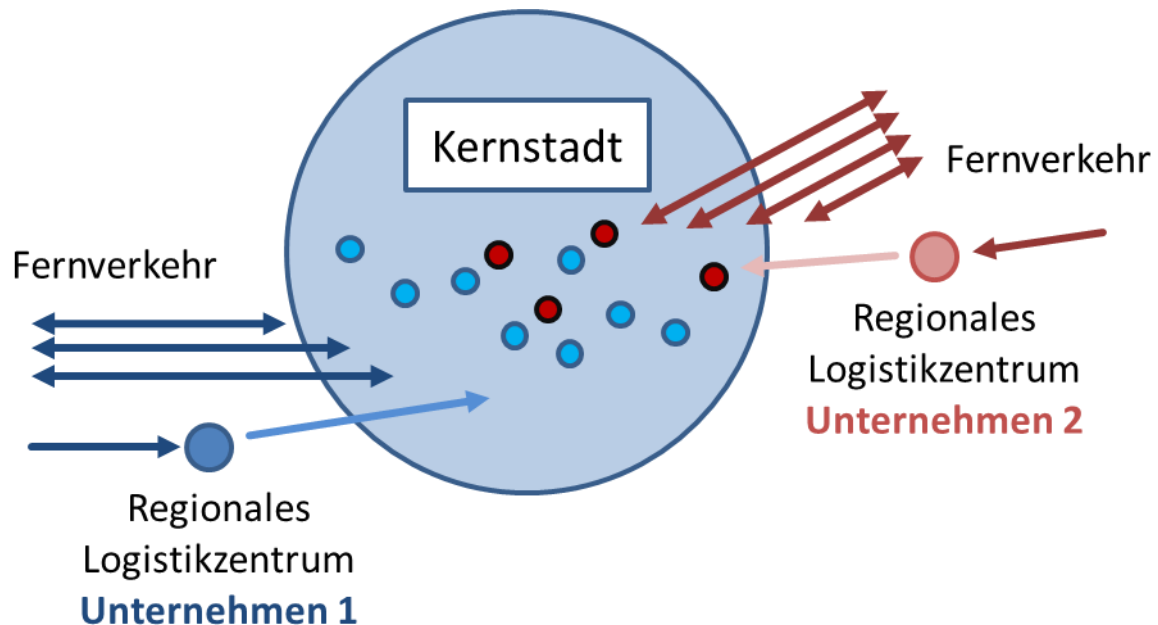 Kernstadt
Fernverkehr
Fernverkehr
Regionales
Logistikzentrum
Unternehmen 2
Regionales
Logistikzentrum
Unternehmen 1